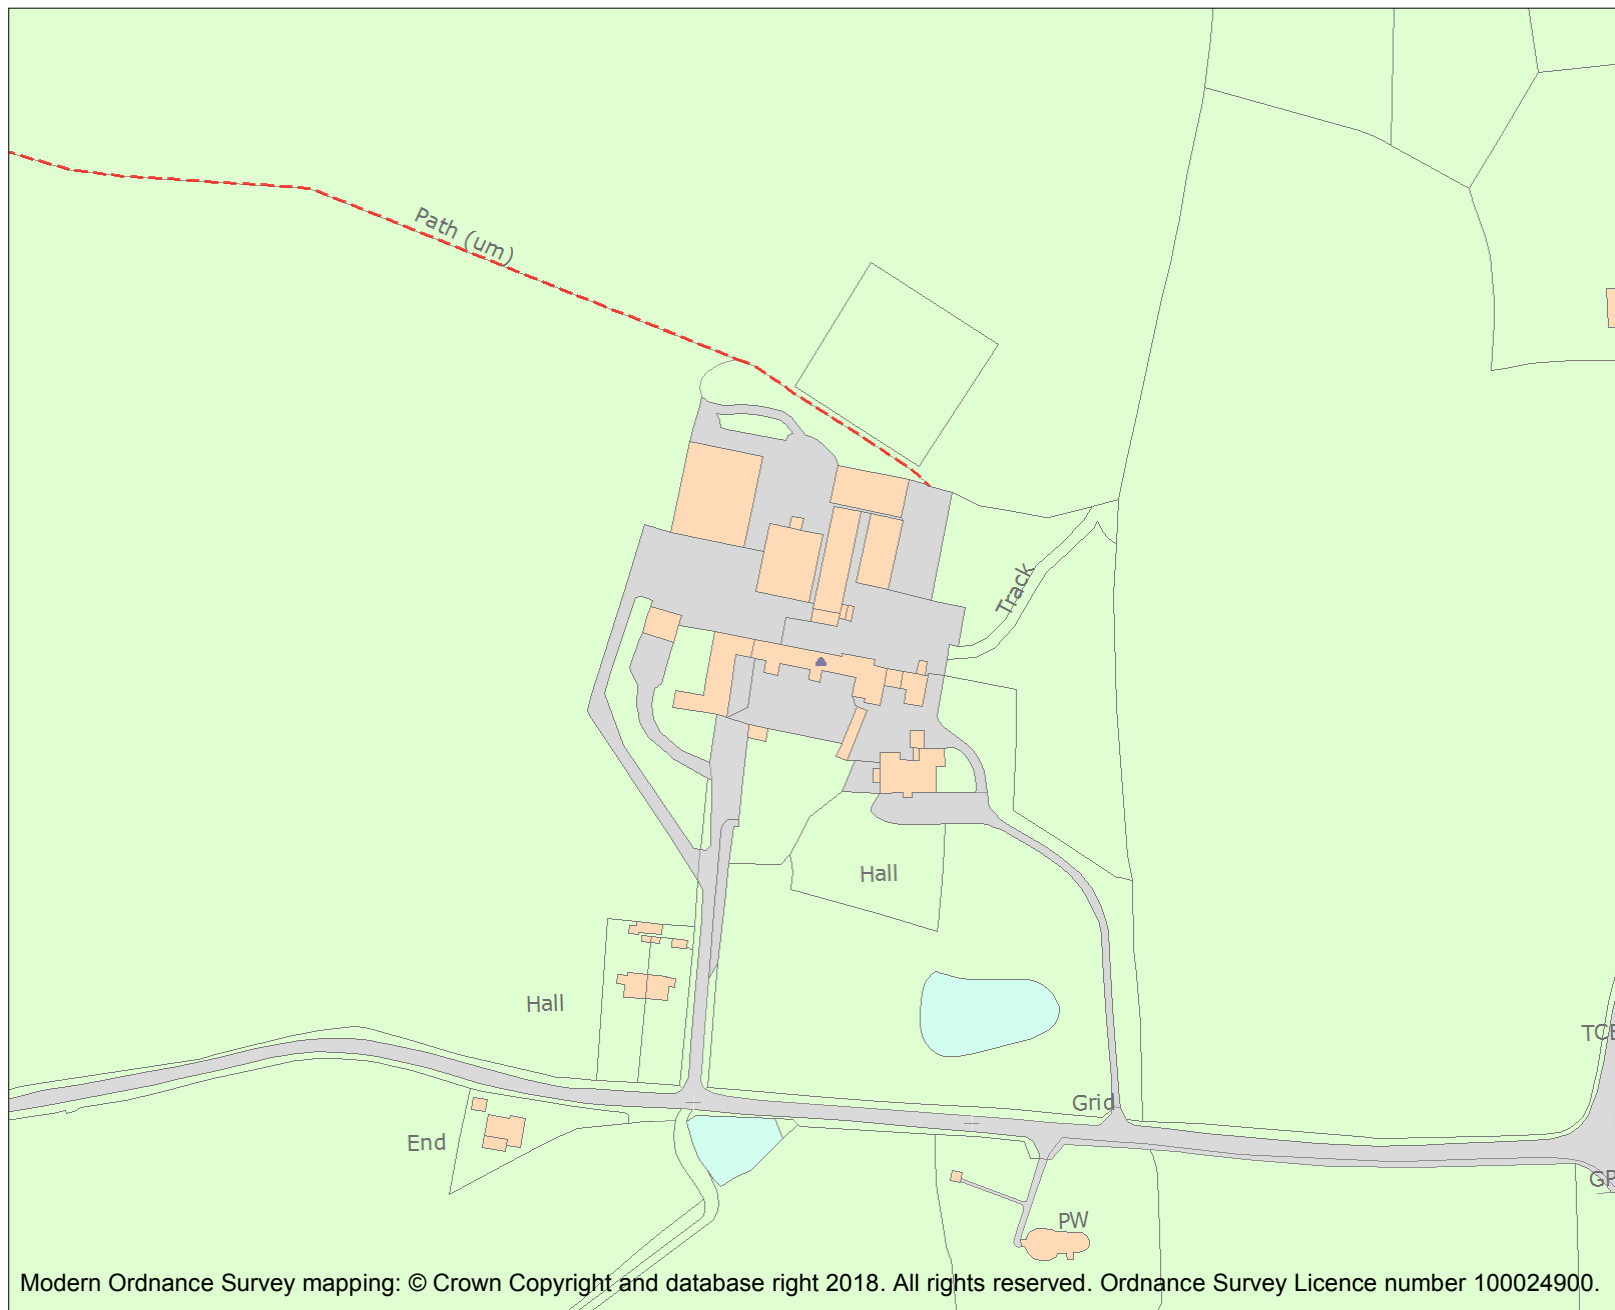 Path (um)
Track
Hall
Hall
TCE
Grid
End
GP
PW
Modern Ordnance Survey mapping: © Crown Copyright and database right 2018. All rights reserved. Ordnance Survey Licence number 100024900.